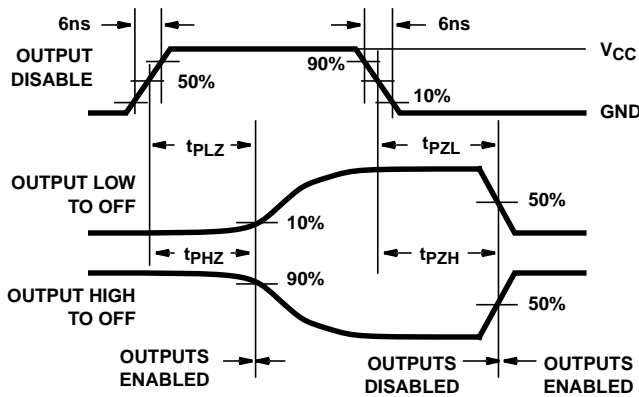 6ns
6ns
OUTPUT
DISABLE
50%
90%
10%
VCC
GND
tPLZ
tPZL
OUTPUT LOW
TO OFF
10%
50%
tPHZ
tPZH
OUTPUT HIGH
TO OFF
90%
50%
OUTPUTS
ENABLED
OUTPUTS
DISABLED
OUTPUTS
ENABLED